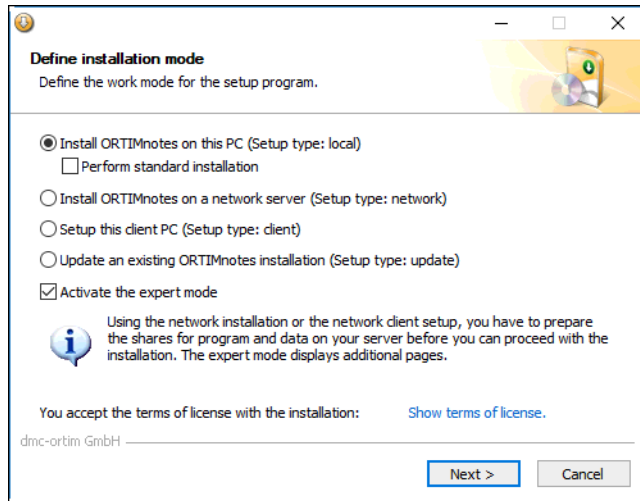 Define installation mode
Define the work mode for the setup program.
Install ORTIMnotes on this PC (Setup type: local)
Perform standard installation
Install ORTIMnotes on a network server (Setup type: network)
Setup this client PC (Setup type: client)
Update an existing ORTIMnotes installation (Setup type: update)
Activate the expert mode
Using the network installation or the network client setup, you have to prepare
the shares for program and data on your server before you can proceed with the
installation. The expert mode displays additional pages.
You accept the terms of license with the installation: Show terms of license.
dmc-ortim GmbH
Next > Cancel